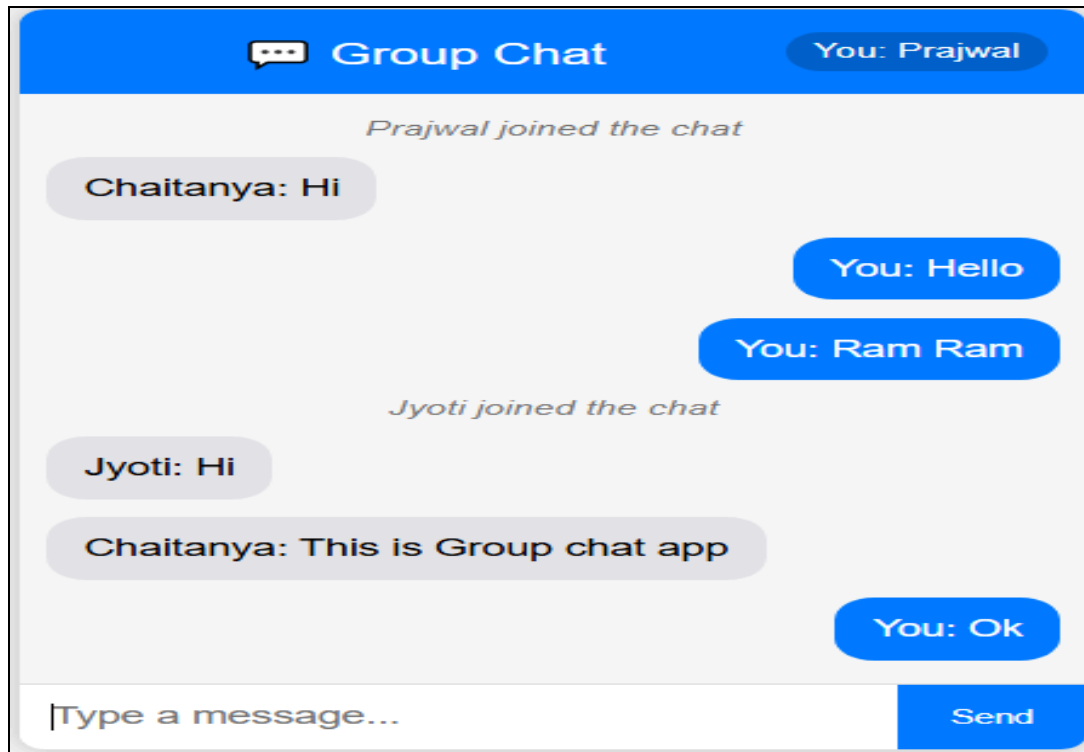 Group Chat
You: Prajwal
Prajwal joined the chat
Chaitanya: Hi
You: Hello
You: Ram Ram
Jyoti joined the chat
Jyoti: Hi
Chaitanya: This is Group chat app
You: Ok
Type a message...
Send